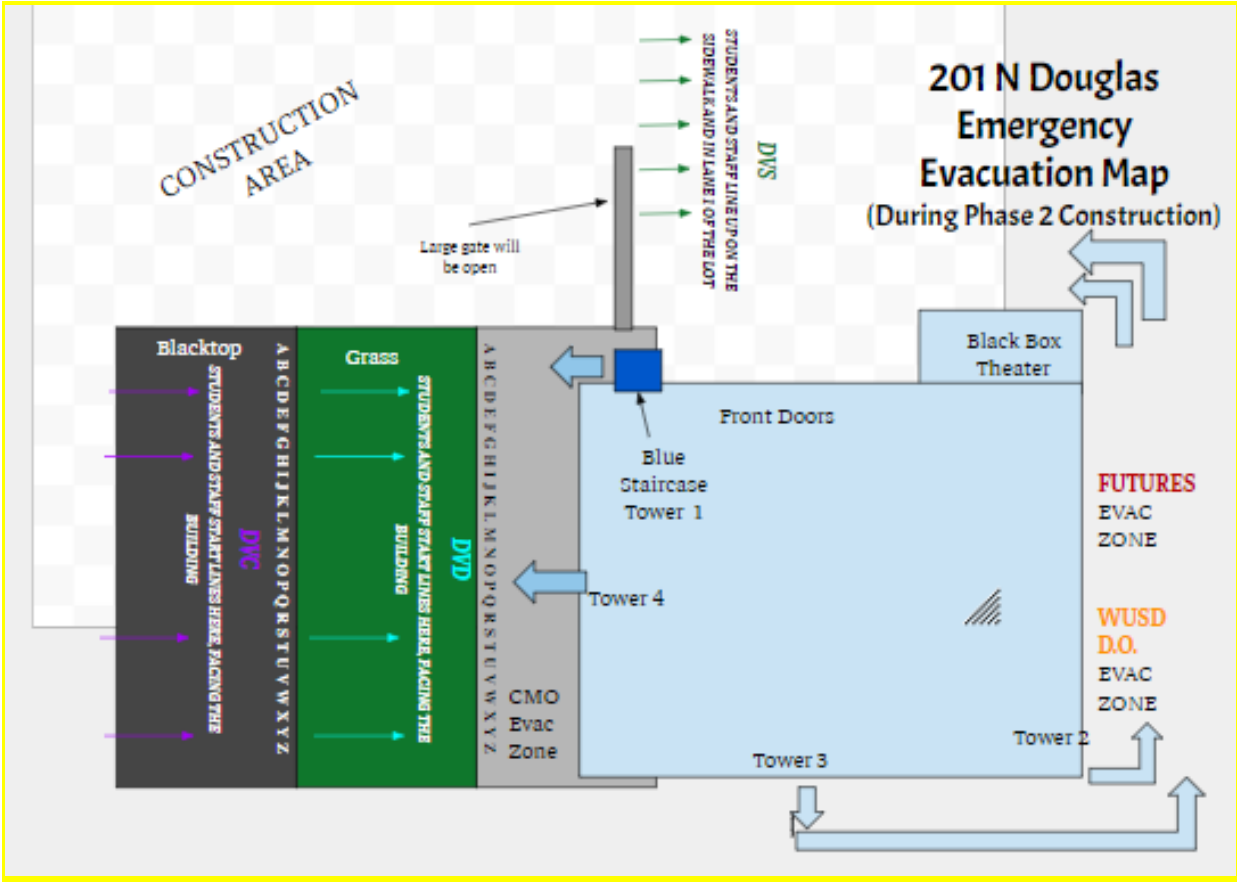 201 N Douglas
Emergency
Evacuation Map
(During Phase 2 Construction)
CONSTRUCTION
AREA
Large gate will
be open
STUDENTS AND STAFF LINE UP ON THE
SIDEWALK AND IN LANE 1 OF THE LOT
DVS
Blacktop
STUDENTS AND STAFF START LINES HERE, FACING THE
BUILDING
DVC
A B C D E F G H I J K L M N O P Q R S T U V W X Y Z
Grass
STUDENTS AND STAFF START LINES HERE, FACING THE
BUILDING
DVD
A B C D E F G H I J K L M N O P Q R S T U V W X Y Z
CMO
Evac
Zone
Black Box
Theater
Front Doors
Blue
Staircase
Tower 1
Tower 4
Tower 3
Tower 2
FUTURES
EVAC
ZONE
WUSD
D.O.
EVAC
ZONE